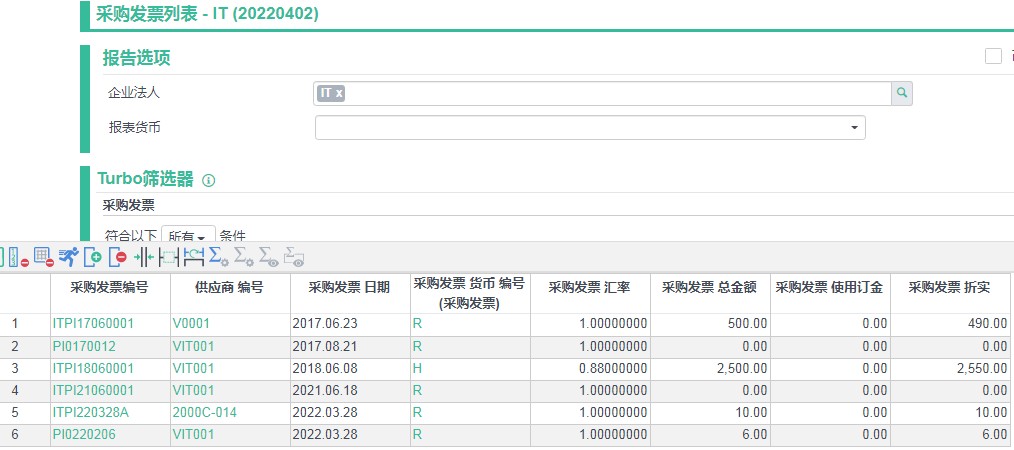 采购发票列表 - IT (20220402)
报告选项
企业法人 IT x
报表货币
Turbo筛选器
采购发票
符合以下 所有 条件
采购发票编号 供应商 编号 采购发票 日期 采购发票 货币 编号 (采购发票) 采购发票 汇率 采购发票 总金额 采购发票 使用订金 采购发票 折实
1 ITPI17060001 V0001 2017.06.23 R 1.00000000 500.00 0.00 490.00
2 PI0170012 VIT001 2017.08.21 R 1.00000000 0.00 0.00 0.00
3 ITPI18060001 VIT001 2018.06.08 H 0.88000000 2,500.00 0.00 2,550.00
4 ITPI21060001 VIT001 2021.06.18 R 1.00000000 0.00 0.00 0.00
5 ITPI220328A 2000C-014 2022.03.28 R 1.00000000 10.00 0.00 10.00
6 PI0220206 VIT001 2022.03.28 R 1.00000000 6.00 0.00 6.00